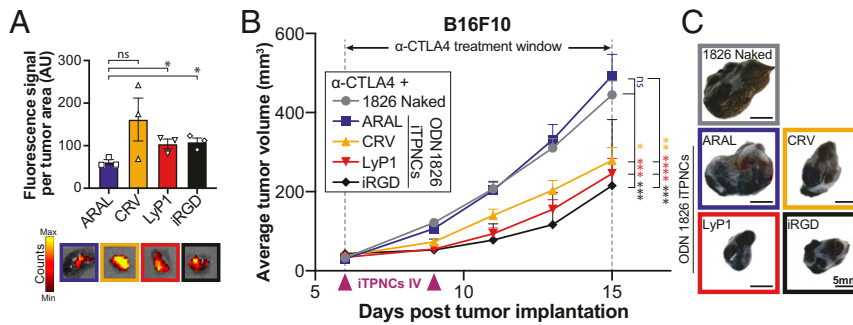 A
Fluorescence signal
per tumor area (AU)
200
150
100
50
0
ns
*
*
ARAL
CRV
LyP1
iRGD
Max
Counts
Min
B
B16F10
α-CTLA4 treatment window
Average tumor volume (mm³)
600
400
200
0
α-CTLA4 +
1826 Naked
ARAL
CRV
LyP1
iRGD
ODN 1826
iTPNCs
ns
*
***
***
**
****
***
iTPNCs IV
5
10
15
Days post tumor implantation
C
1826 Naked
ODN 1826 iTPNCs
ARAL
CRV
LyP1
iRGD
5mm